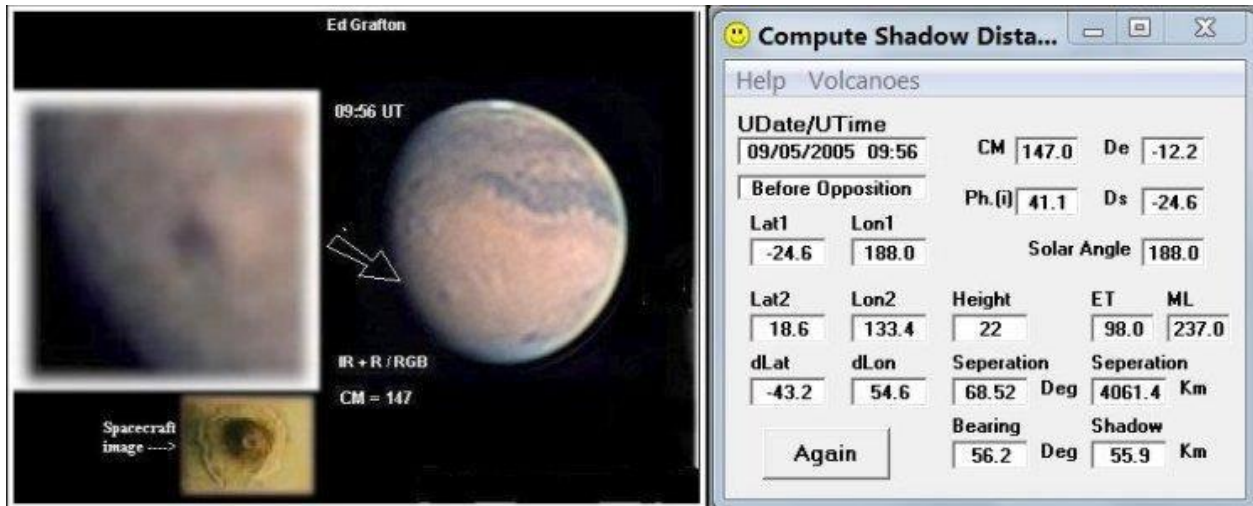 Ed Grafton
09:56 UT
IR + R / RGB
CM = 147
Spacecraft
image ---->
Compute Shadow Dista...
Help Volcanoes
UDate/UTime
09/05/2005 09:56
CM 147.0 De -12.2
Before Opposition
Ph.(i) 41.1 Ds -24.6
Lat1 Lon1
-24.6 188.0
Solar Angle 188.0
Lat2 Lon2 Height ET ML
18.6 133.4 22 98.0 237.0
dLat dLon Seperation Seperation
-43.2 54.6 68.52 Deg 4061.4 Km
Bearing Shadow
56.2 Deg 55.9 Km
Again